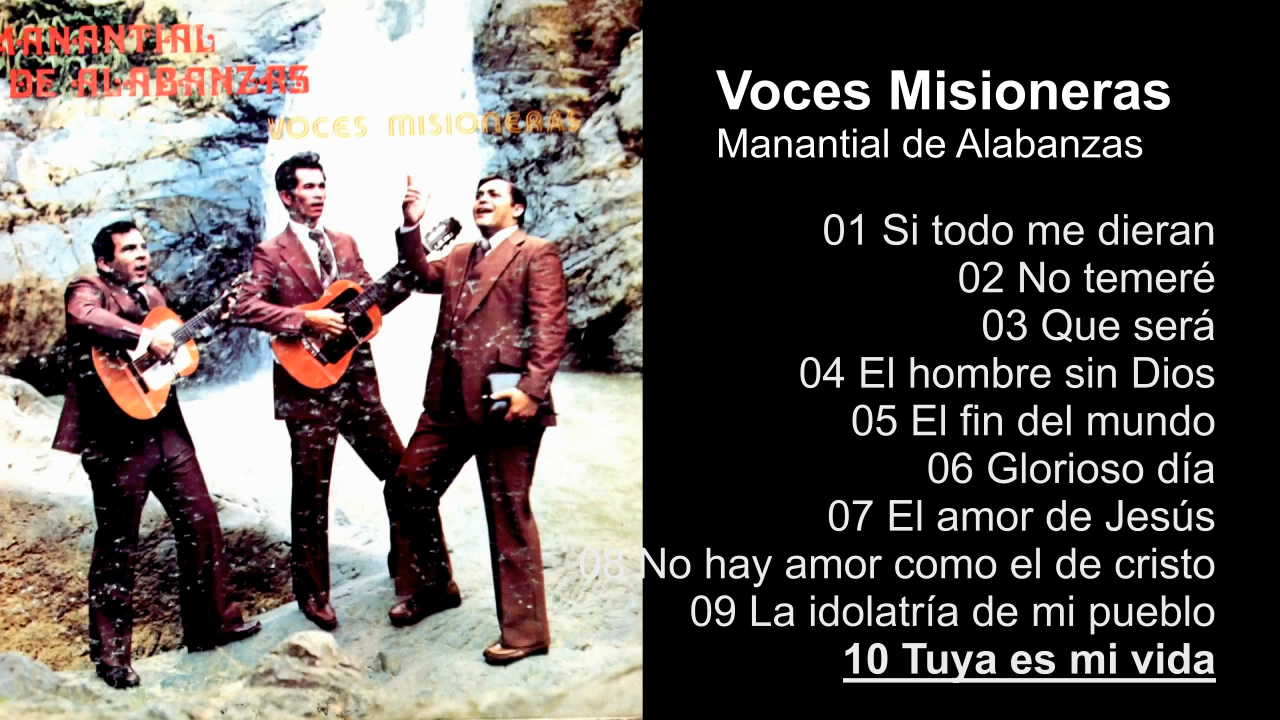 MANANTIAL
DE ALABANZAS
VOCES MISIONERAS
Voces Misioneras
Manantial de Alabanzas
01 Si todo me dieran
02 No temeré
03 Que será
04 El hombre sin Dios
05 El fin del mundo
06 Glorioso día
07 El amor de Jesús
08 No hay amor como el de cristo
09 La idolatría de mi pueblo
10 Tuya es mi vida